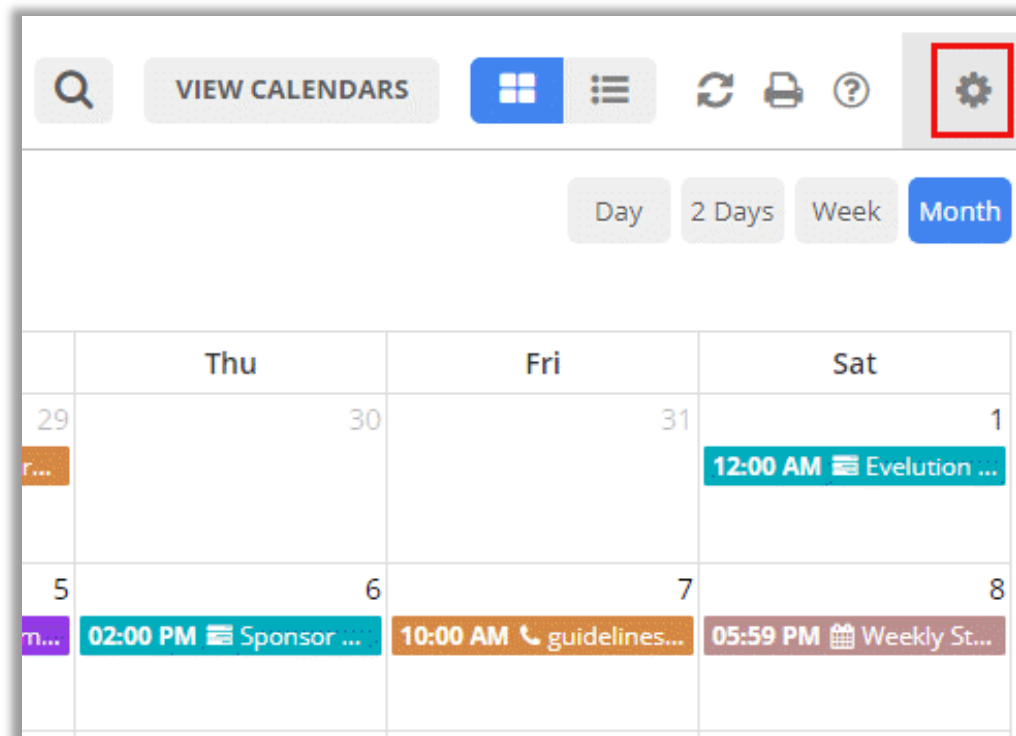 VIEW CALENDARS
Day 2 Days Week Month
Thu Fri Sat
29 30 31 1
r... 12:00 AM Evelution ...
5 6 7 8
m... 02:00 PM Sponsor ... 10:00 AM guidelines... 05:59 PM Weekly St...